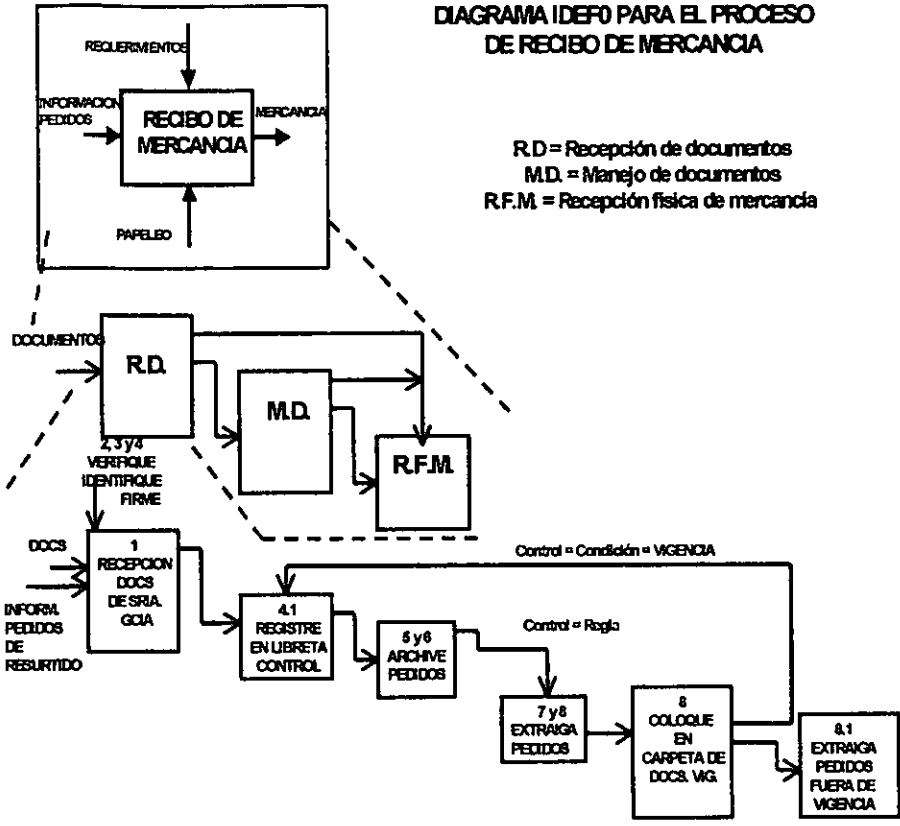 DIAGRAMA IDEF0 PARA EL PROCESO
DE RECIBO DE MERCANCIA
REQUERIMIENTOS
INFORMACION
PEDIDOS
RECIBO DE
MERCANCIA
MERCANCIA
PAPELEO
R.D = Recepción de documentos
M.D. = Manejo de documentos
R.F.M. = Recepción física de mercancía
DOCUMENTOS
R.D.
M.D.
R.F.M.
2, 3 y 4
VERIFIQUE
IDENTIFIQUE
FIRME
DOCS
INFORM.
PEDIDOS
DE
RESURTIDO
1
RECEPCION
DOCS
DE SRIA.
GCIA
Control = Condición = VIGENCIA
4.1
REGISTRE
EN LIBRETA
CONTROL
5 y 6
ARCHIVE
PEDIDOS
Control = Regla
7 y 8
EXTRAIGA
PEDIDOS
8
COLOQUE
EN
CARPETA DE
DOCS. VIG.
8.1
EXTRAIGA
PEDIDOS
FUERA DE
VIGENCIA